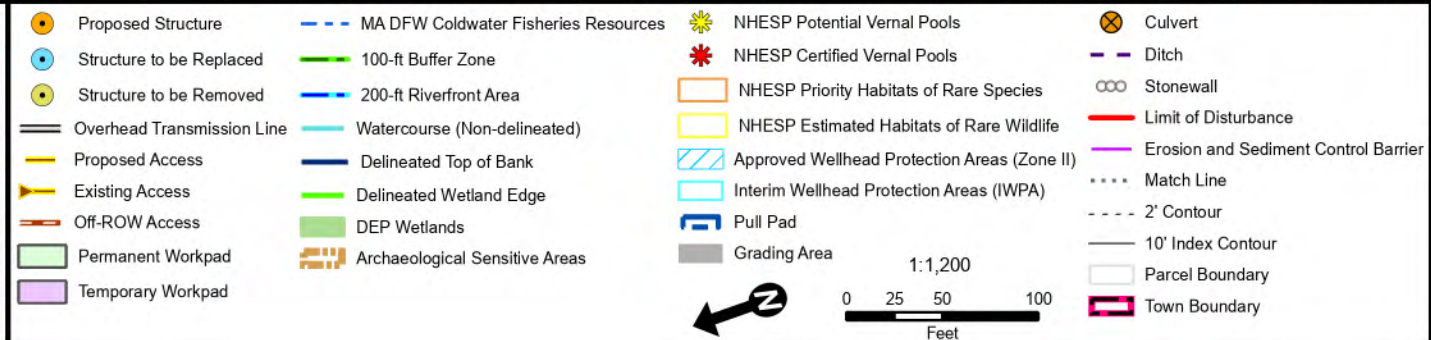 Proposed Structure
Structure to be Replaced
Structure to be Removed
Overhead Transmission Line
Proposed Access
Existing Access
Off-ROW Access
Permanent Workpad
Temporary Workpad
MA DFW Coldwater Fisheries Resources
100-ft Buffer Zone
200-ft Riverfront Area
Watercourse (Non-delineated)
Delineated Top of Bank
Delineated Wetland Edge
DEP Wetlands
Archaeological Sensitive Areas
NHESP Potential Vernal Pools
NHESP Certified Vernal Pools
NHESP Priority Habitats of Rare Species
NHESP Estimated Habitats of Rare Wildlife
Approved Wellhead Protection Areas (Zone II)
Interim Wellhead Protection Areas (IWPA)
Pull Pad
Grading Area
N
1:1,200
0 25 50 100
Feet
Culvert
Ditch
Stonewall
Limit of Disturbance
Erosion and Sediment Control Barrier
Match Line
2' Contour
10' Index Contour
Parcel Boundary
Town Boundary